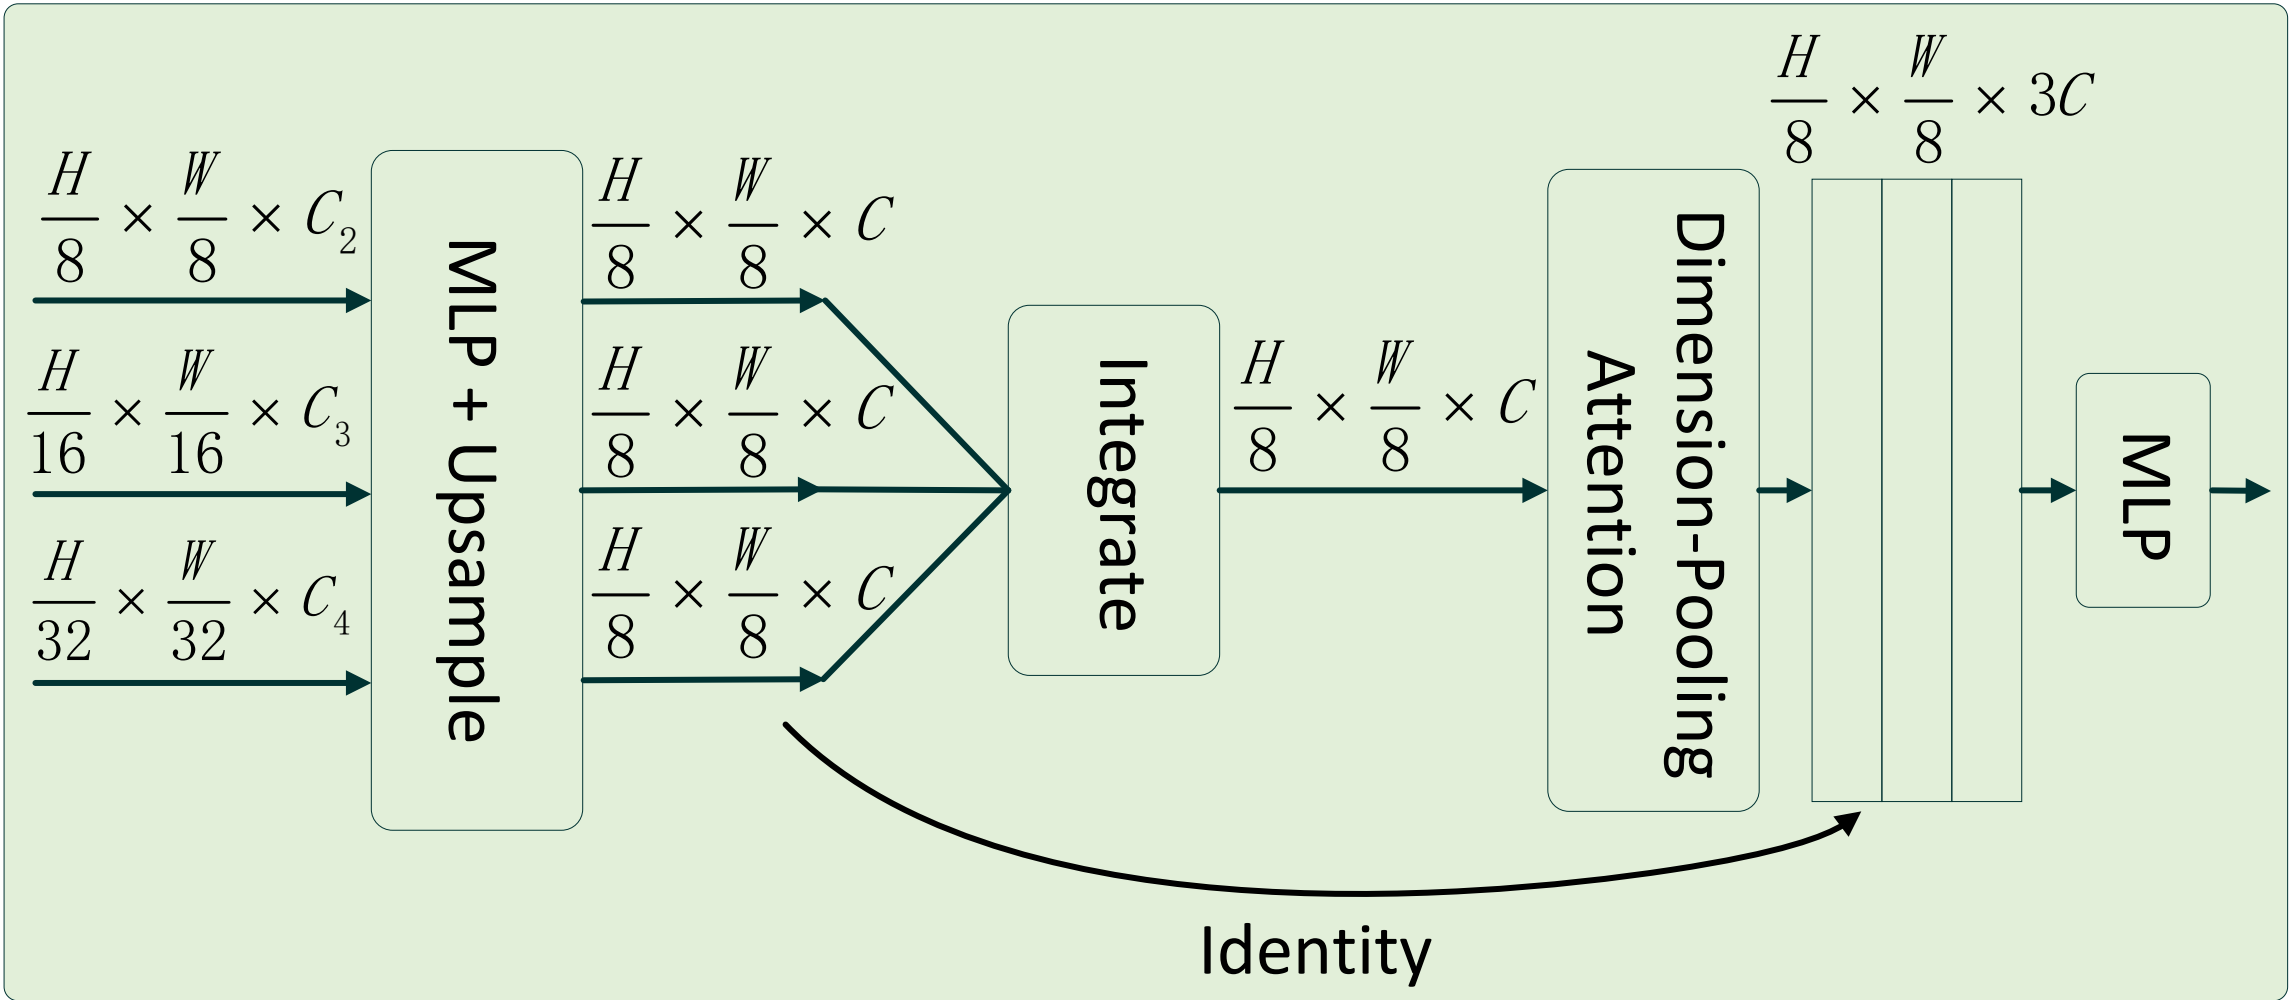 H/8 × W/8 × C₂
H/16 × W/16 × C₃
H/32 × W/32 × C₄
MLP + Upsample
H/8 × W/8 × C
H/8 × W/8 × C
H/8 × W/8 × C
Integrate
H/8 × W/8 × C
Dimension-Pooling
Attention
H/8 × W/8 × 3C
MLP
Identity